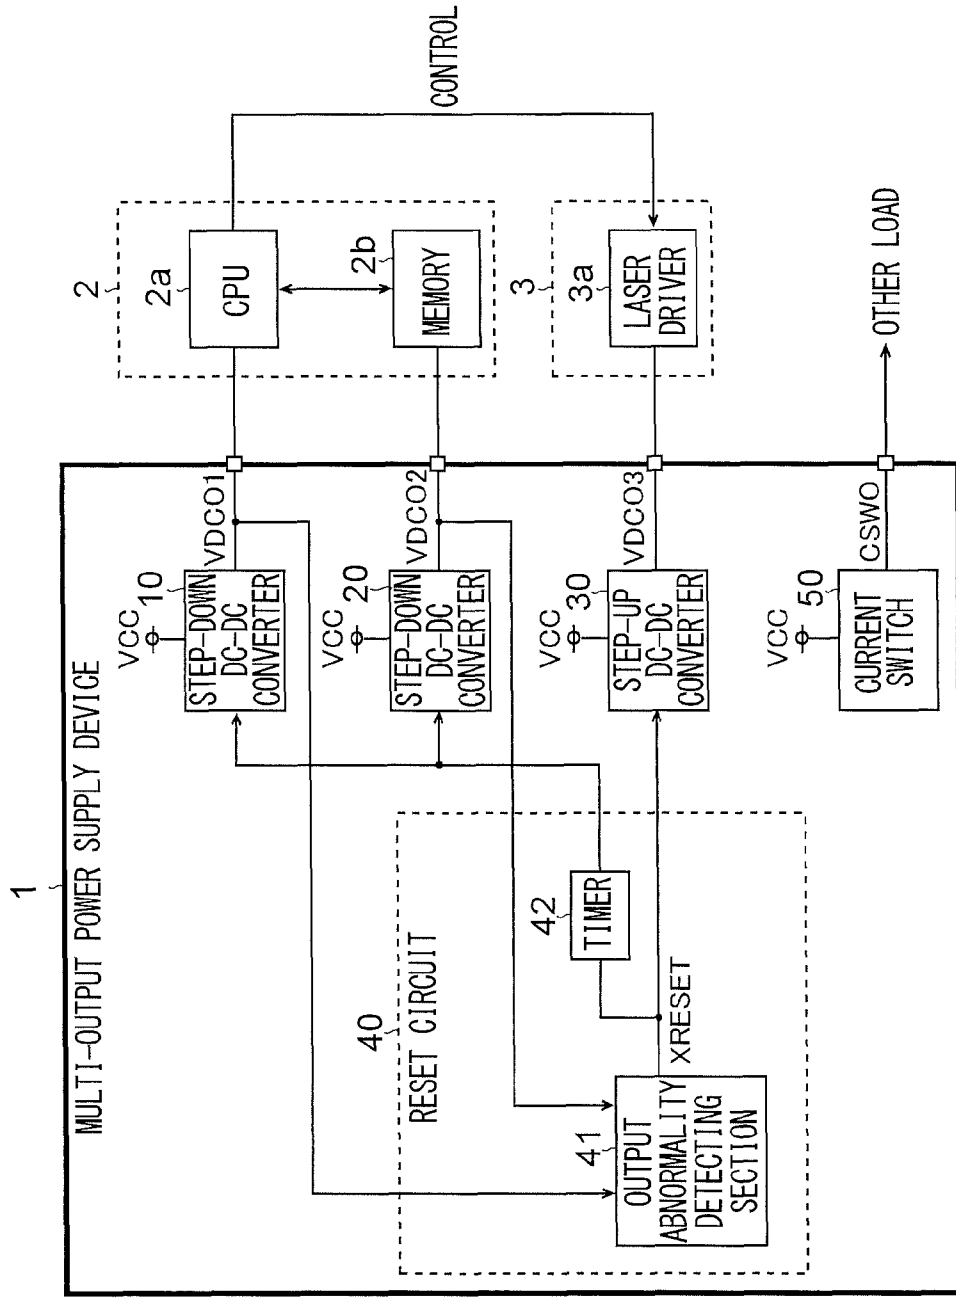 1
MULTI-OUTPUT POWER SUPPLY DEVICE
40
RESET CIRCUIT
41
OUTPUT
ABNORMALITY
DETECTING
SECTION
XRESET
42
TIMER
VCC
10
STEP-DOWN
DC-DC
CONVERTER
VDCO1
VCC
20
STEP-DOWN
DC-DC
CONVERTER
VDCO2
VCC
30
STEP-UP
DC-DC
CONVERTER
VDCO3
VCC
50
CURRENT
SWITCH
CSWO
2
2a
CPU
2b
MEMORY
3
3a
LASER
DRIVER
CONTROL
OTHER LOAD